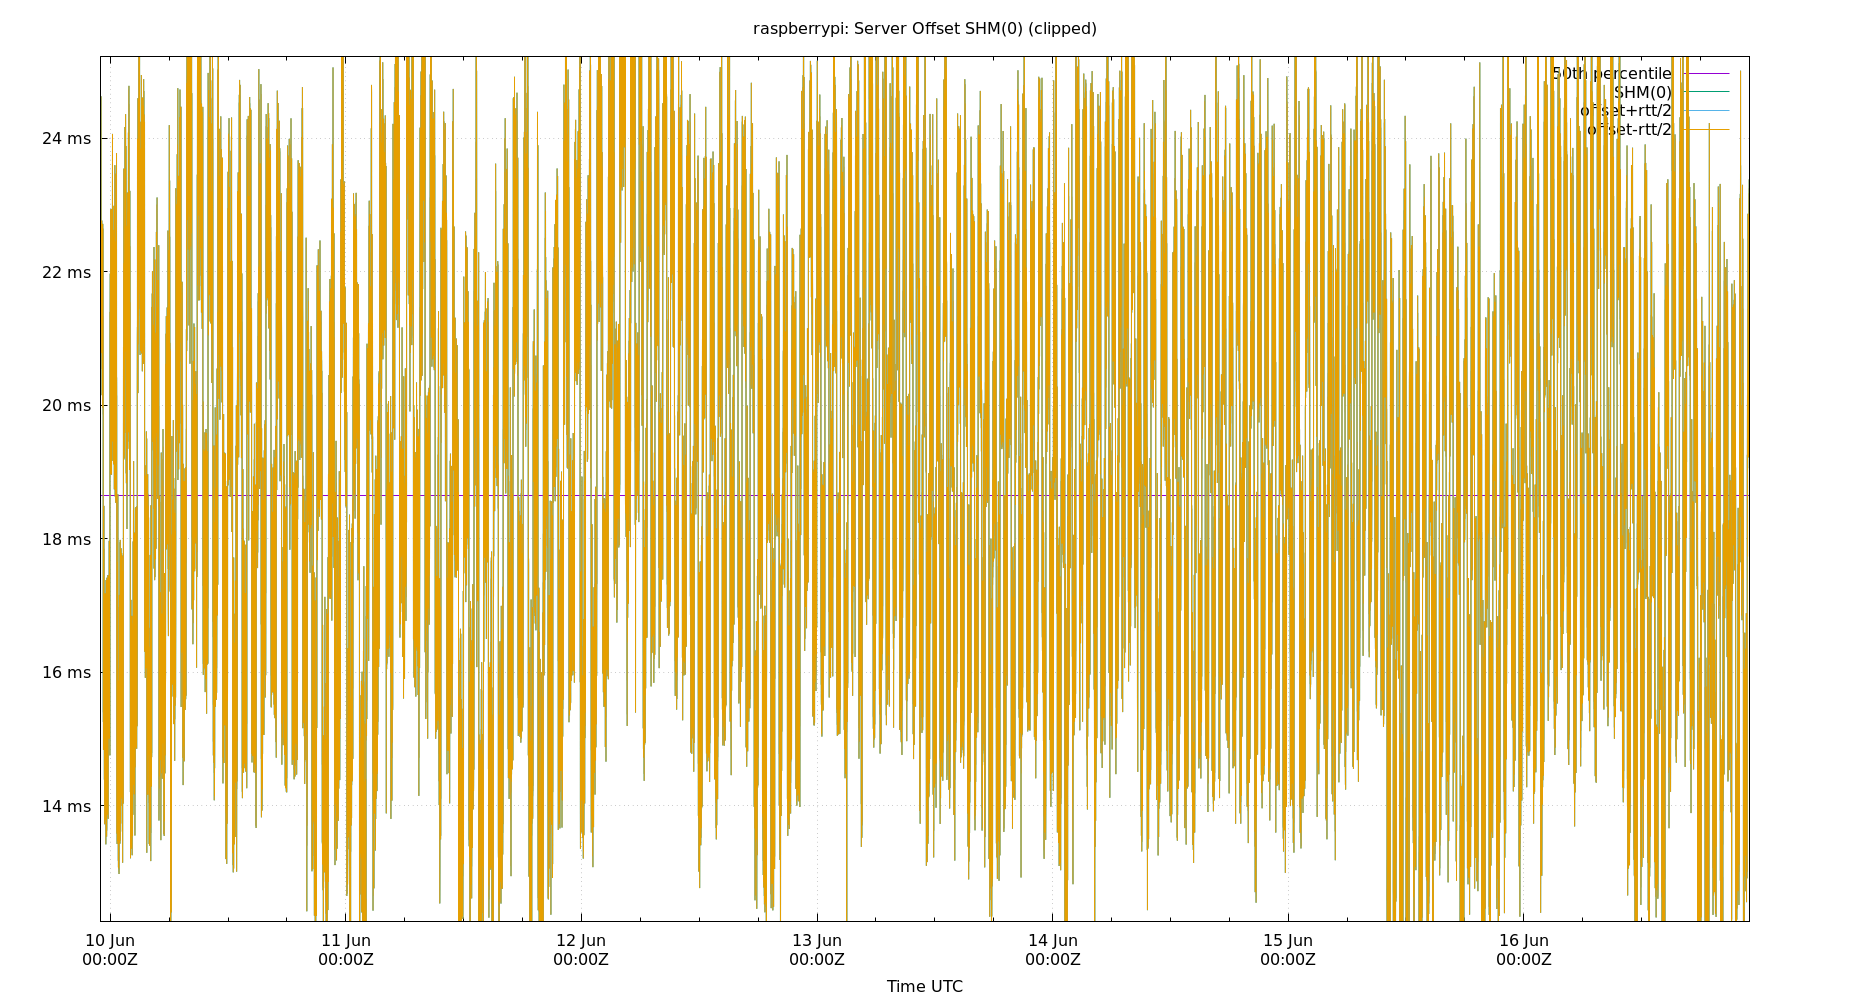 raspberrypi: Server Offset SHM(0) (clipped)
50th percentile
SHM(0)
offset+rtt/2
offset-rtt/2
24 ms
22 ms
20 ms
18 ms
16 ms
14 ms
10 Jun 11 Jun 12 Jun 13 Jun 14 Jun 15 Jun 16 Jun
00:00Z 00:00Z 00:00Z 00:00Z 00:00Z 00:00Z 00:00Z
Time UTC